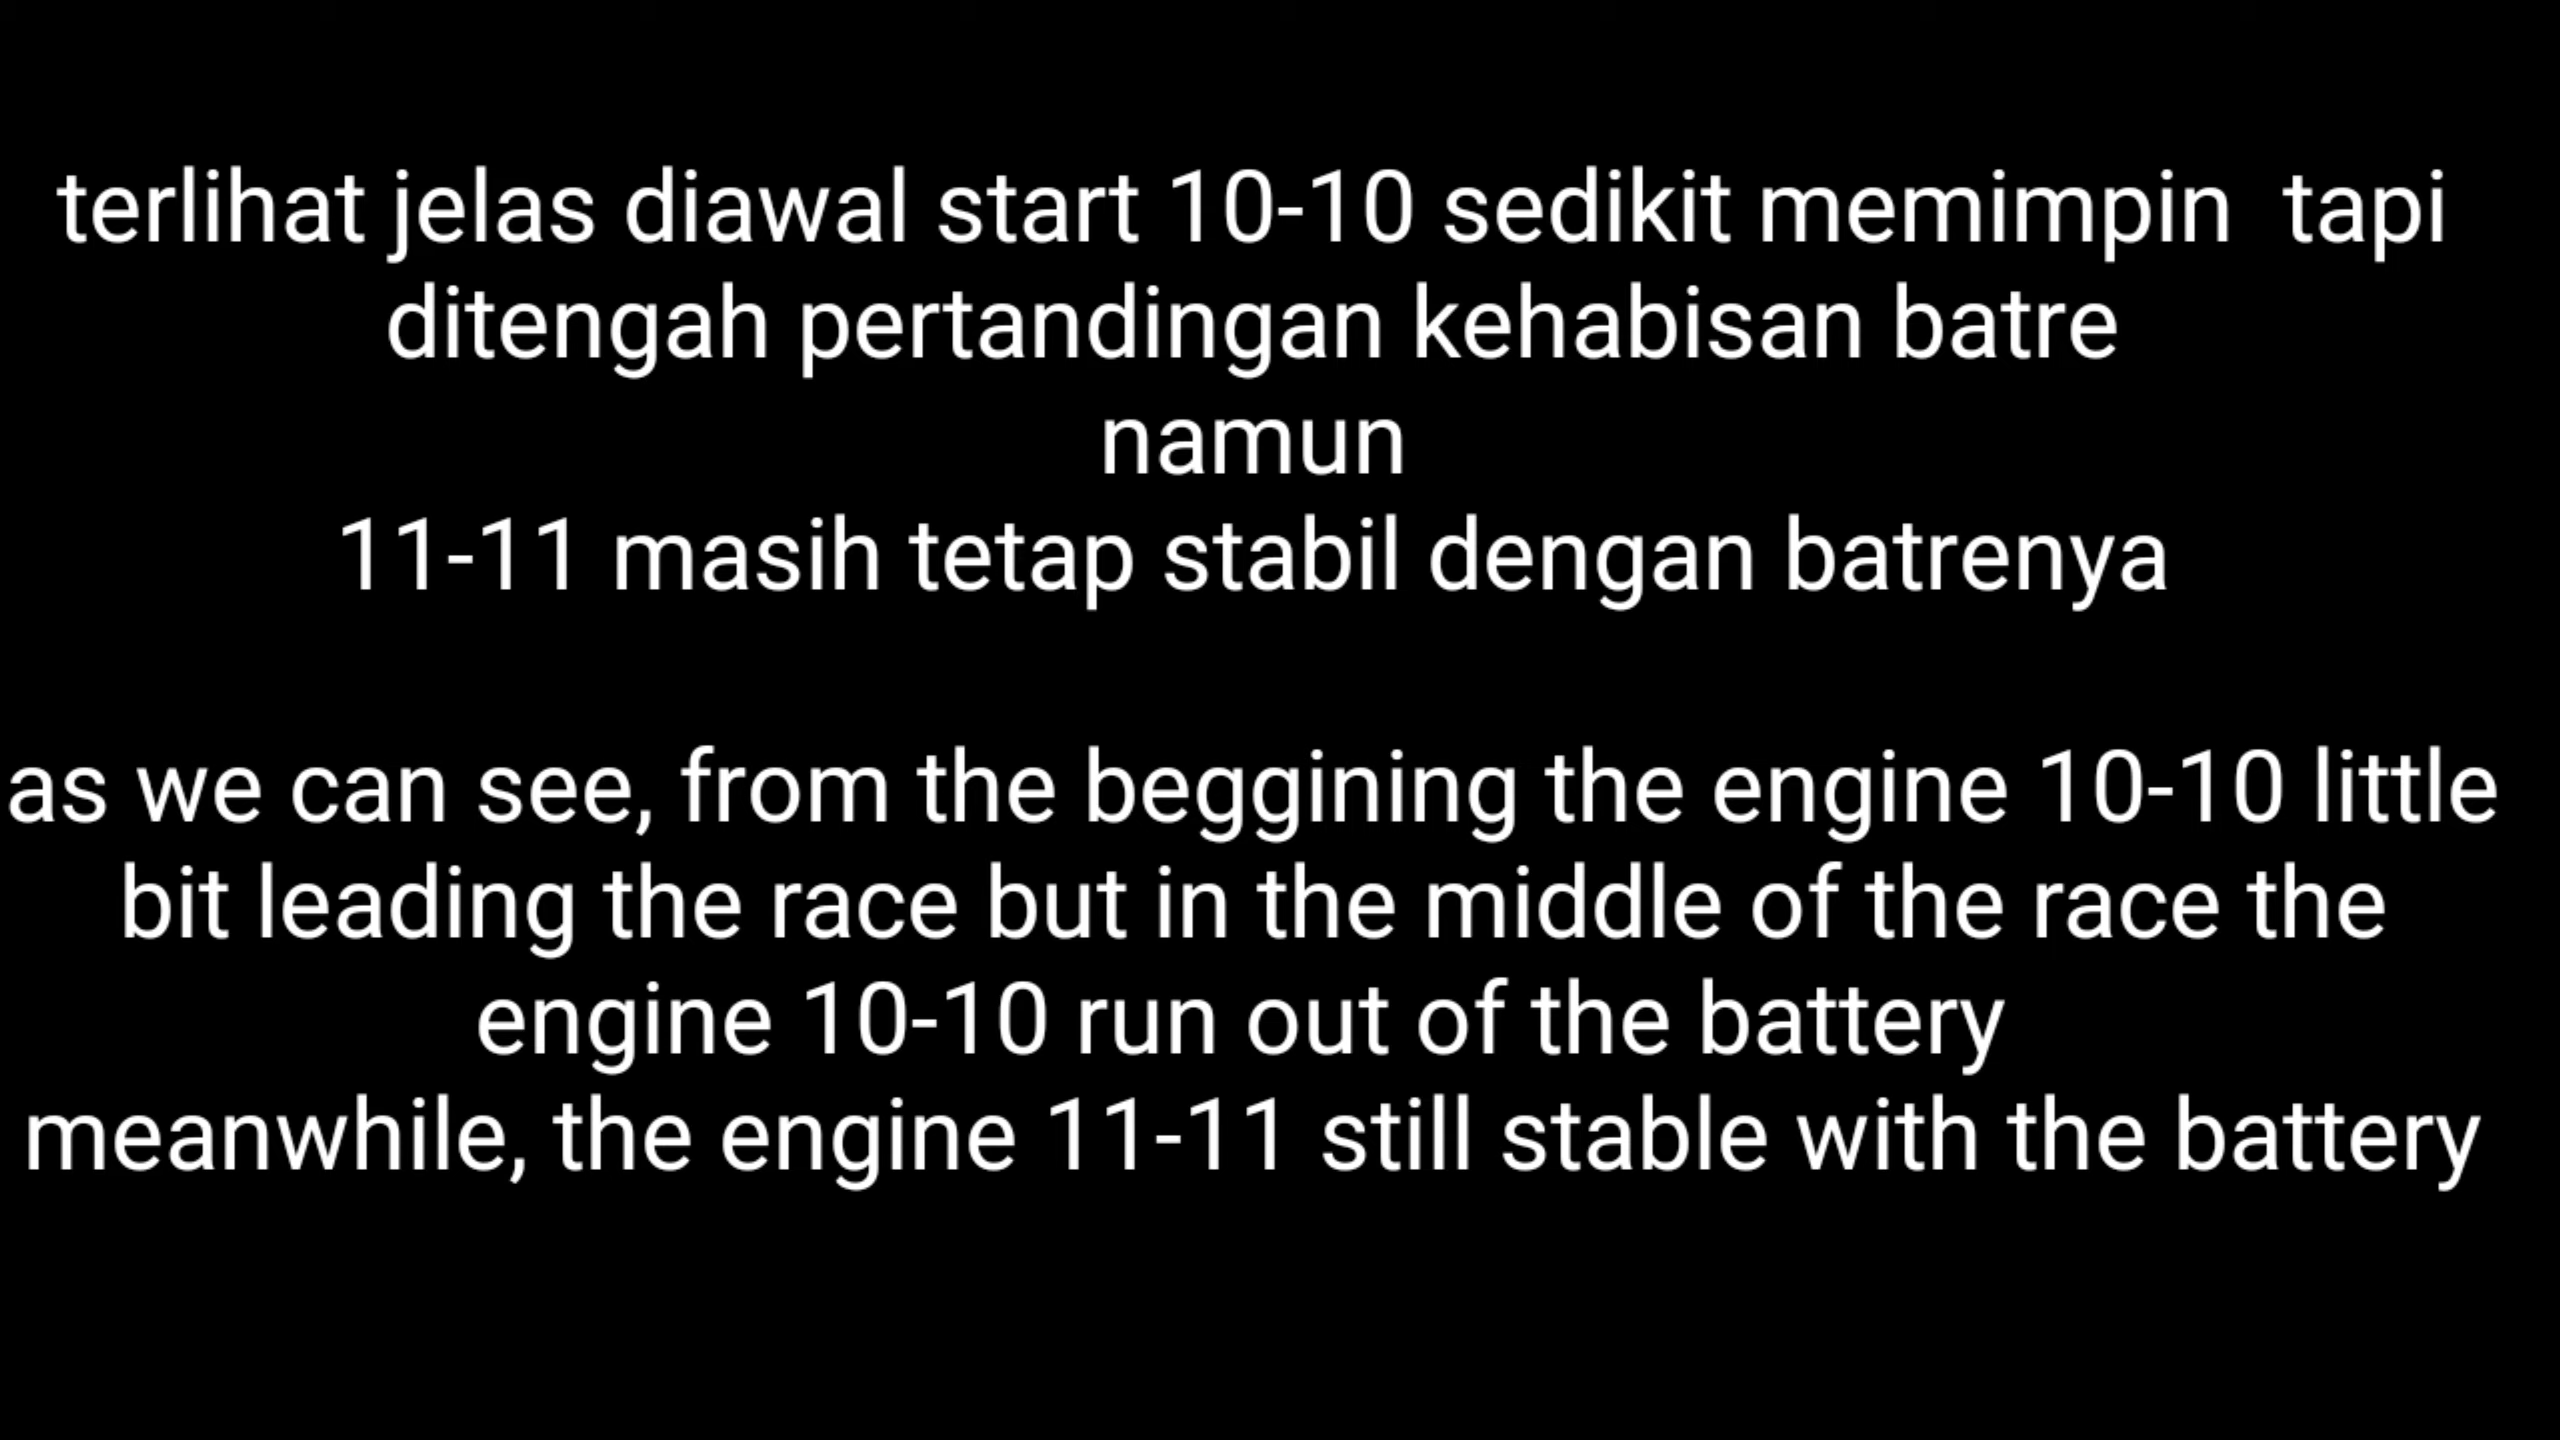 terlihat jelas diawal start 10-10 sedikit memimpin  tapi
ditengah pertandingan kehabisan batre
namun
11-11 masih tetap stabil dengan batrenya
as we can see, from the beggining the engine 10-10 little
bit leading the race but in the middle of the race the
engine 10-10 run out of the battery
meanwhile, the engine 11-11 still stable with the battery